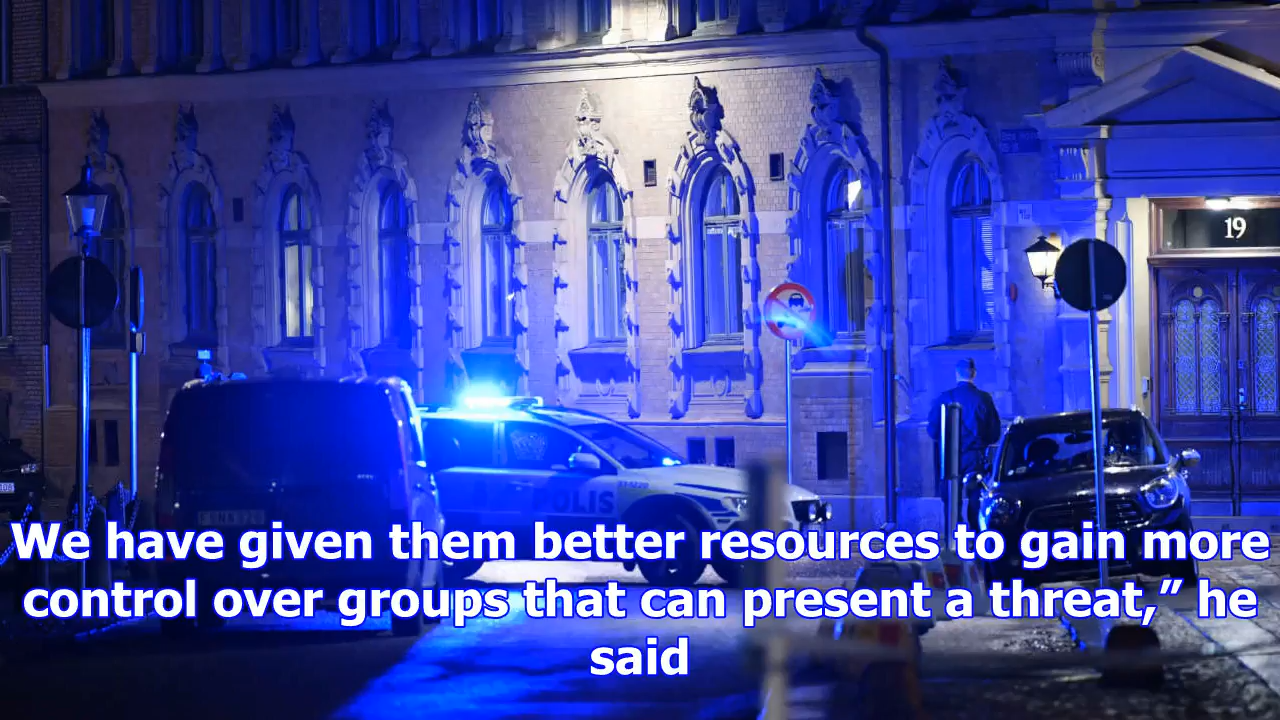 19
POLIS
We have given them better resources to gain more
control over groups that can present a threat,” he
said